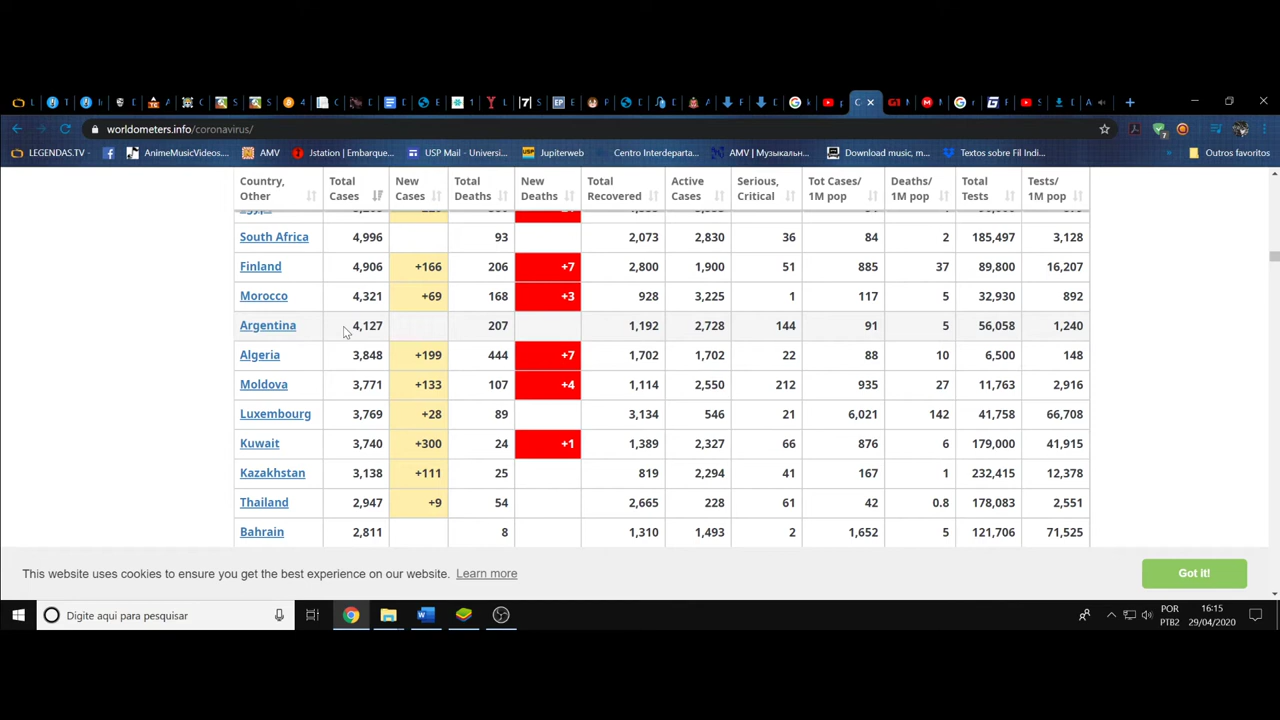 4
worldometers.info/coronavirus/
LEGENDAS.TV - AnimeMusicVideos.... AMV Jstation | Embarque... USP Mail - Universi... Jupiterweb Centro Interdeparta... AMV | Музыкальн... Download music, m... Textos sobre Fil Indi... Outros favoritos
Country, Other Total Cases New Cases Total Deaths New Deaths Total Recovered Active Cases Serious, Critical Tot Cases/ 1M pop Deaths/ 1M pop Total Tests Tests/ 1M pop
Egypt
South Africa 4,996 93 2,073 2,830 36 84 2 185,497 3,128
Finland 4,906 +166 206 +7 2,800 1,900 51 885 37 89,800 16,207
Morocco 4,321 +69 168 +3 928 3,225 1 117 5 32,930 892
Argentina 4,127 207 1,192 2,728 144 91 5 56,058 1,240
Algeria 3,848 +199 444 +7 1,702 1,702 22 88 10 6,500 148
Moldova 3,771 +133 107 +4 1,114 2,550 212 935 27 11,763 2,916
Luxembourg 3,769 +28 89 3,134 546 21 6,021 142 41,758 66,708
Kuwait 3,740 +300 24 +1 1,389 2,327 66 876 6 179,000 41,915
Kazakhstan 3,138 +111 25 819 2,294 41 167 1 232,415 12,378
Thailand 2,947 +9 54 2,665 228 61 42 0.8 178,083 2,551
Bahrain 2,811 8 1,310 1,493 2 1,652 5 121,706 71,525
This website uses cookies to ensure you get the best experience on our website. Learn more Got it!
Digite aqui para pesquisar POR 16:15
PTB2 29/04/2020